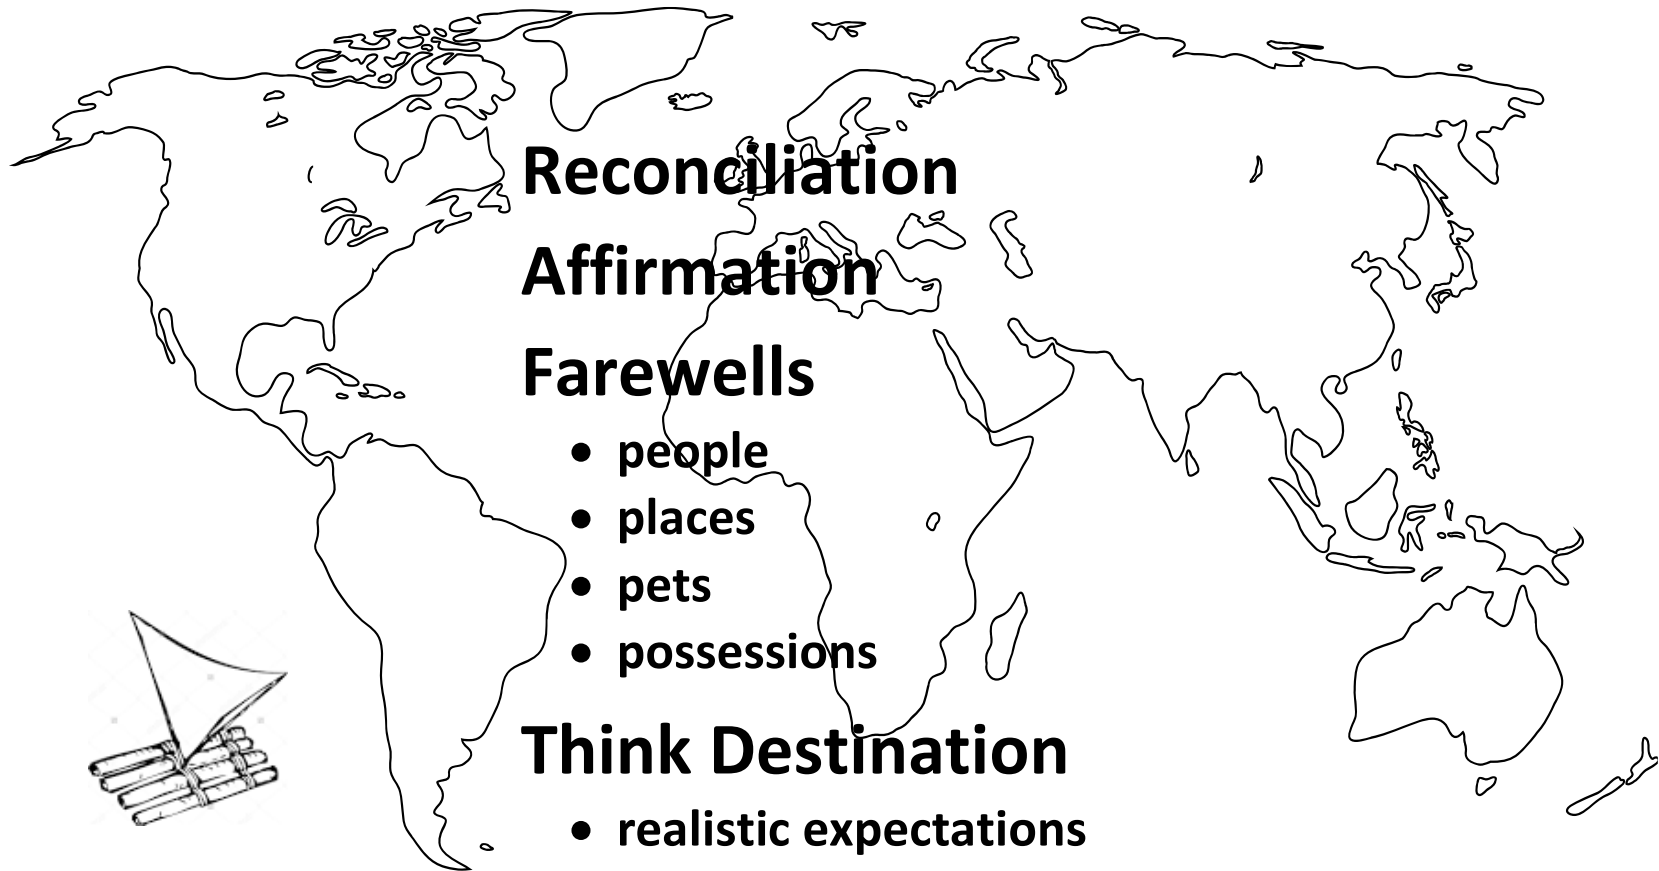 Reconciliation
Affirmation
Farewells
• people
• places
• pets
• possessions
Think Destination
• realistic expectations